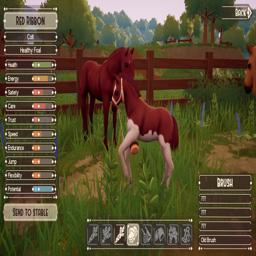 RED RIBBON
BACK
Colt
Healthy Foal
Health
Energy
Satiety
Care
Trust
Speed
Endurance
Jump
Flexibility
Potential
SEND TO STABLE
BRUSH
???
???
???
Old Brush